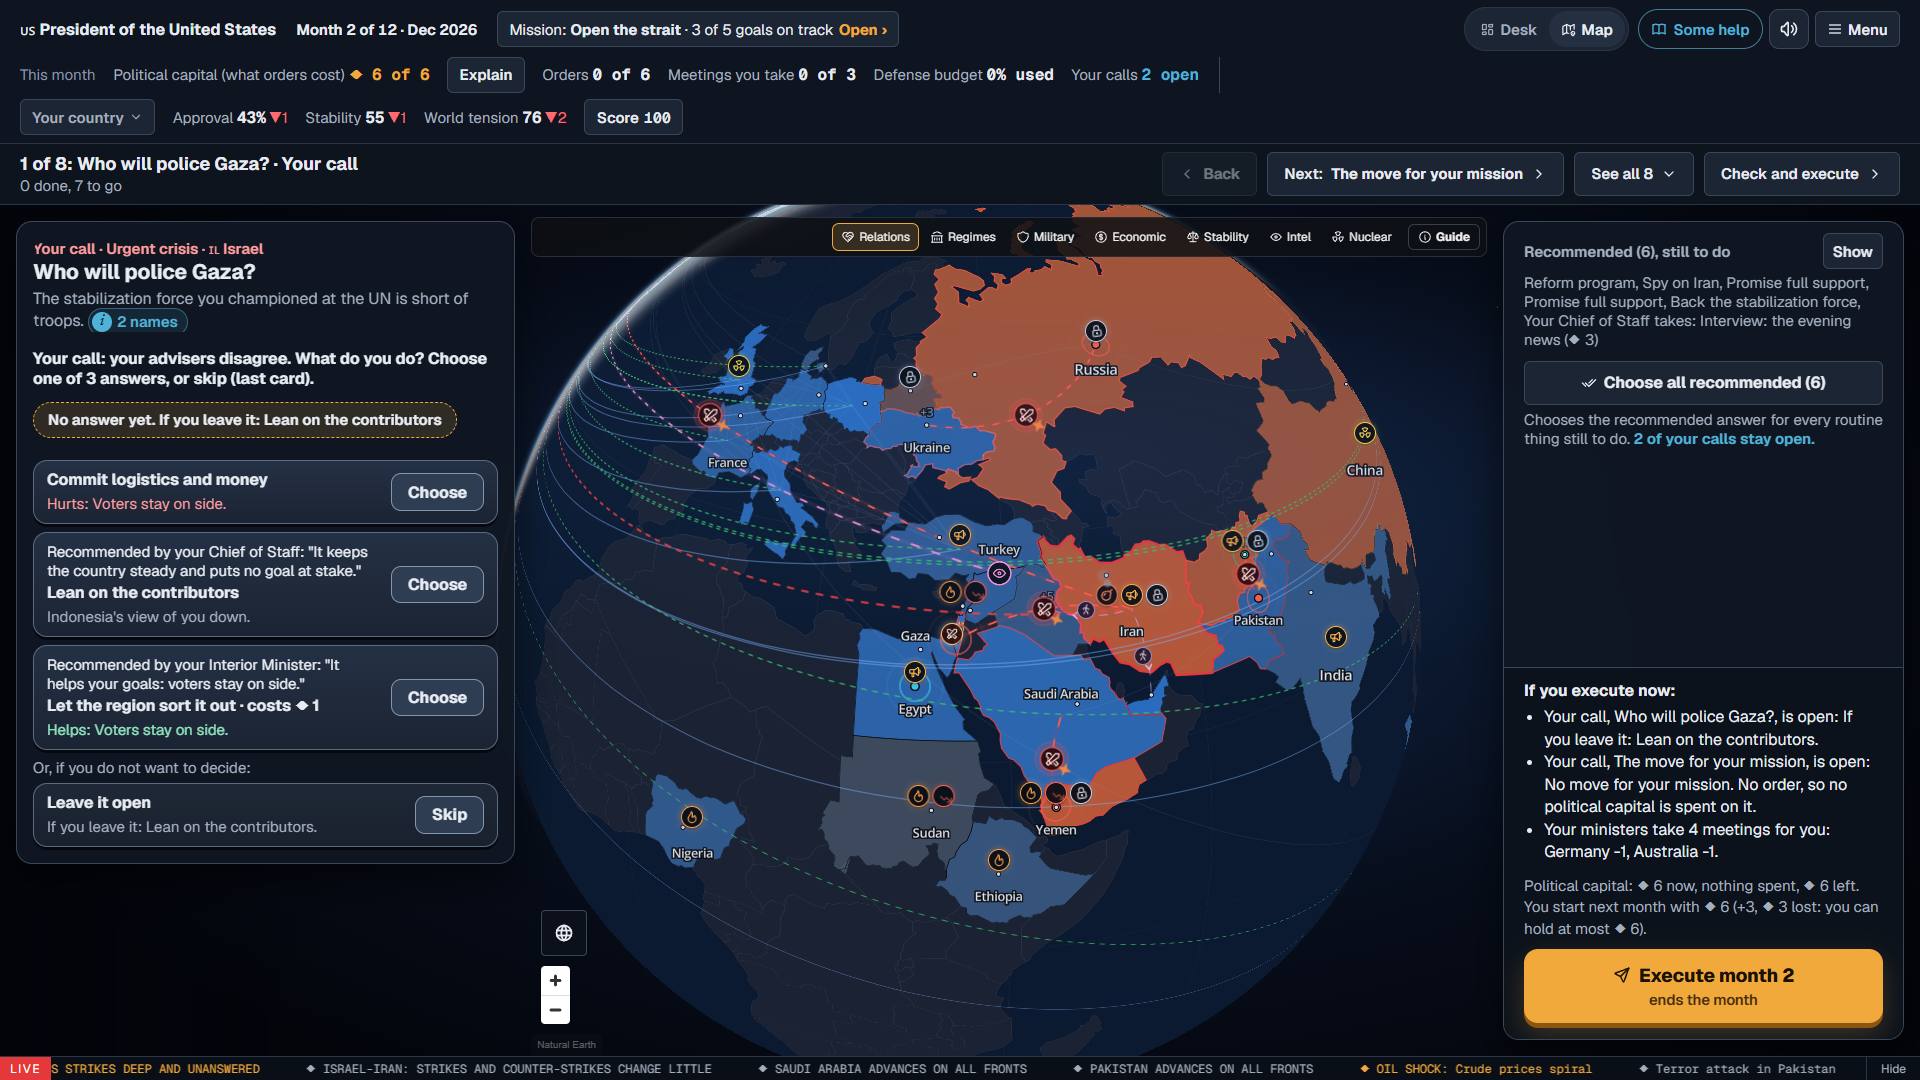 US President of the United States
Month 2 of 12 · Dec 2026
Mission: Open the strait · 3 of 5 goals on track Open ›
Desk
Map
Some help
Menu
This month
Political capital (what orders cost) ◆ 6 of 6
Explain
Orders 0 of 6
Meetings you take 0 of 3
Defense budget 0% used
Your calls 2 open
Your country
Approval 43% ▼1
Stability 55 ▼1
World tension 76 ▼2
Score 100
1 of 8: Who will police Gaza? · Your call
0 done, 7 to go
Back
Next: The move for your mission
See all 8
Check and execute
Your call · Urgent crisis · IL Israel
Who will police Gaza?
The stabilization force you championed at the UN is short of
troops. i 2 names
Your call: your advisers disagree. What do you do? Choose
one of 3 answers, or skip (last card).
No answer yet. If you leave it: Lean on the contributors
Commit logistics and money
Hurts: Voters stay on side.
Choose
Recommended by your Chief of Staff: "It keeps
the country steady and puts no goal at stake."
Lean on the contributors
Indonesia's view of you down.
Choose
Recommended by your Interior Minister: "It
helps your goals: voters stay on side."
Let the region sort it out · costs ◆ 1
Helps: Voters stay on side.
Choose
Or, if you do not want to decide:
Leave it open
If you leave it: Lean on the contributors.
Skip
Relations
Regimes
Military
Economic
Stability
Intel
Nuclear
Guide
Russia
+3
Ukraine
France
China
Turkey
Gaza
Iran
Pakistan
India
Saudi Arabia
Egypt
Sudan
Yemen
Nigeria
Ethiopia
+
−
Natural Earth
Recommended (6), still to do
Show
Reform program, Spy on Iran, Promise full support,
Promise full support, Back the stabilization force,
Your Chief of Staff takes: Interview: the evening
news (◆ 3)
Choose all recommended (6)
Chooses the recommended answer for every routine
thing still to do. 2 of your calls stay open.
If you execute now:
• Your call, Who will police Gaza?, is open: If
you leave it: Lean on the contributors.
• Your call, The move for your mission, is open:
No move for your mission. No order, so no
political capital is spent on it.
• Your ministers take 4 meetings for you:
Germany -1, Australia -1.
Political capital: ◆ 6 now, nothing spent, ◆ 6 left.
You start next month with ◆ 6 (+3, ◆ 3 lost: you can
hold at most ◆ 6).
Execute month 2
ends the month
LIVE
S STRIKES DEEP AND UNANSWERED
◆ ISRAEL-IRAN: STRIKES AND COUNTER-STRIKES CHANGE LITTLE
◆ SAUDI ARABIA ADVANCES ON ALL FRONTS
◆ PAKISTAN ADVANCES ON ALL FRONTS
◆ OIL SHOCK: Crude prices spiral
◆ Terror attack in Pakistan
Hide